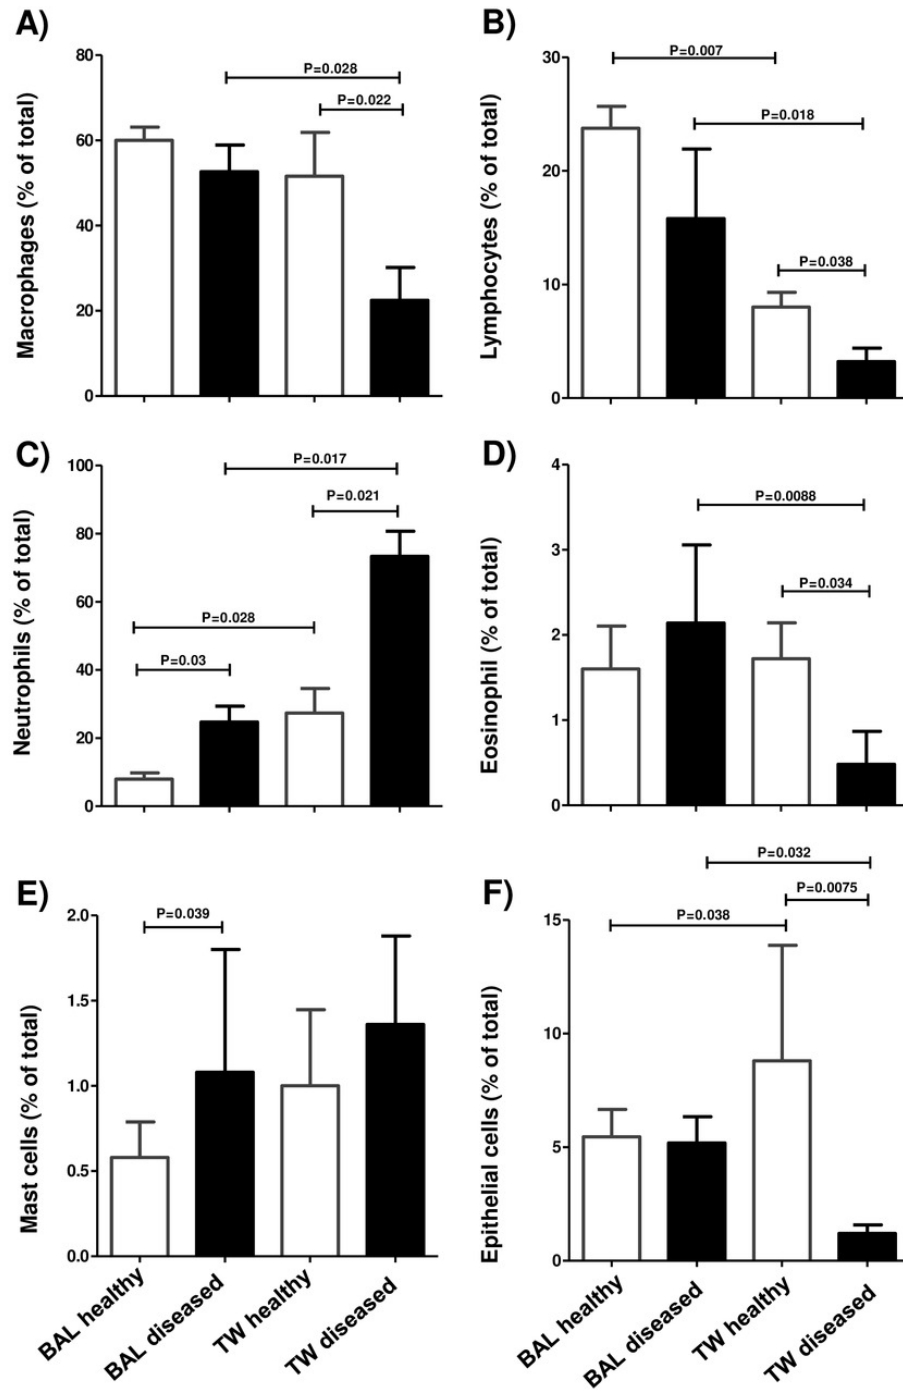 A)
Macrophages (% of total)
80
60
40
20
0
P=0.028
P=0.022
B)
Lymphocytes (% of total)
30
20
10
0
P=0.007
P=0.018
P=0.038
C)
Neutrophils (% of total)
100
80
60
40
20
0
P=0.017
P=0.021
P=0.028
P=0.03
D)
Eosinophil (% of total)
4
3
2
1
0
P=0.0088
P=0.034
E)
Mast cells (% of total)
2.0
1.5
1.0
0.5
0.0
P=0.039
BAL healthy
BAL diseased
TW healthy
TW diseased
F)
Epithelial cells (% of total)
15
10
5
0
P=0.032
P=0.0075
P=0.038
BAL healthy
BAL diseased
TW healthy
TW diseased